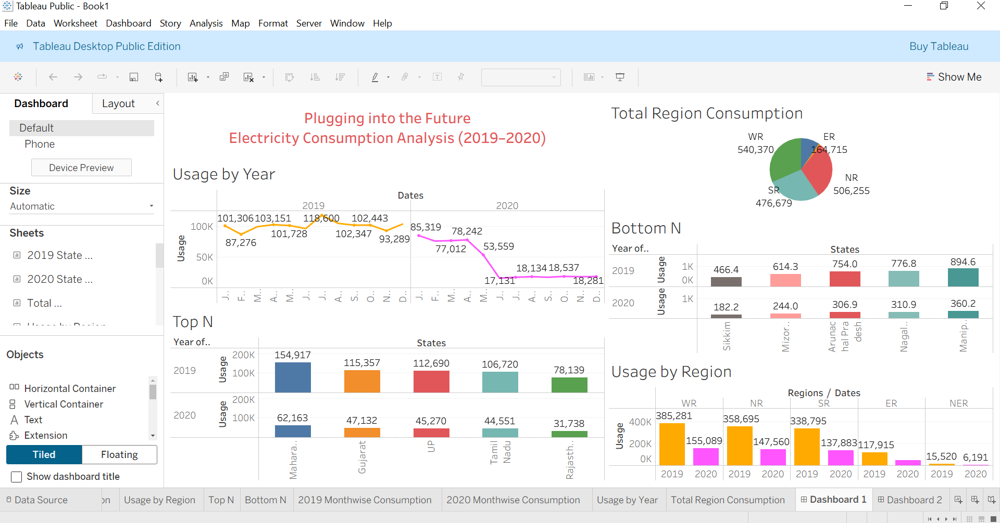 Tableau Public - Book1
File Data Worksheet Dashboard Story Analysis Map Format Server Window Help
Tableau Desktop Public Edition
Buy Tableau
Show Me
Dashboard
Layout
Default
Phone
Device Preview
Size
Automatic
Sheets
2019 State ...
2020 State ...
Total ...
Usage by Region
Objects
Horizontal Container
Vertical Container
Text
Extension
Tiled
Floating
Show dashboard title
Plugging into the Future
Electricity Consumption Analysis (2019–2020)
Usage by Year
Dates
2019 2020
Usage
100K
50K
0K
101,306 103,151 118,600 102,443
87,276 101,728 102,347 93,289
85,319 78,242
77,012 53,559
18,134 18,537
17,131 18,281
J.. F.. M.. A.. M.. J.. J.. A.. S.. O.. N.. D.. J.. F.. M.. A.. M.. J.. J.. A.. S.. O.. N.. D..
Top N
Year of..
States
2019
Usage
200K
100K
154,917 115,357 112,690 106,720 78,139
2020
Usage
200K
100K
62,163 47,132 45,270 44,551 31,738
Mahara..
Gujarat
UP
Tamil
Nadu
Rajasth..
Total Region Consumption
WR
540,370
ER
164,715
NR
506,255
SR
476,679
Bottom N
Year of..
States
2019
Usage
1K
0K
466.4 614.3 754.0 776.8 894.6
2020
Usage
1K
182.2 244.0 306.9 310.9 360.2
Sikkim
Mizor..
Arunac
hal Pra
desh
Nagal..
Manip..
Usage by Region
Regions / Dates
WR NR SR ER NER
Usage
400K
200K
0K
385,281 358,695 338,795
155,089 147,560 137,883 117,915
15,520 6,191
2019 2020 2019 2020 2019 2020 2019 2020 2019 2020
Data Source
on
Usage by Region
Top N
Bottom N
2019 Monthwise Consumption
2020 Monthwise Consumption
Usage by Year
Total Region Consumption
Dashboard 1
Dashboard 2